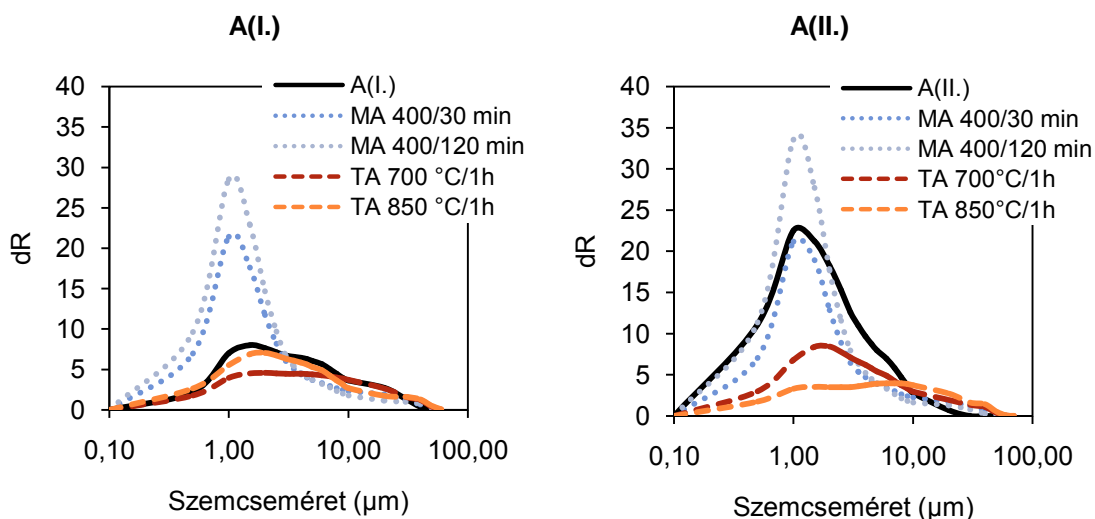 A(I.)
40
35
30
25
20
15
10
5
0
dR
A(I.)
MA 400/30 min
MA 400/120 min
TA 700 °C/1h
TA 850 °C/1h
0,10 1,00 10,00 100,00
Szemcseméret (µm)
A(II.)
40
35
30
25
20
15
10
5
0
dR
A(II.)
MA 400/30 min
MA 400/120 min
TA 700°C/1h
TA 850°C/1h
0,10 1,00 10,00 100,00
Szemcseméret (µm)